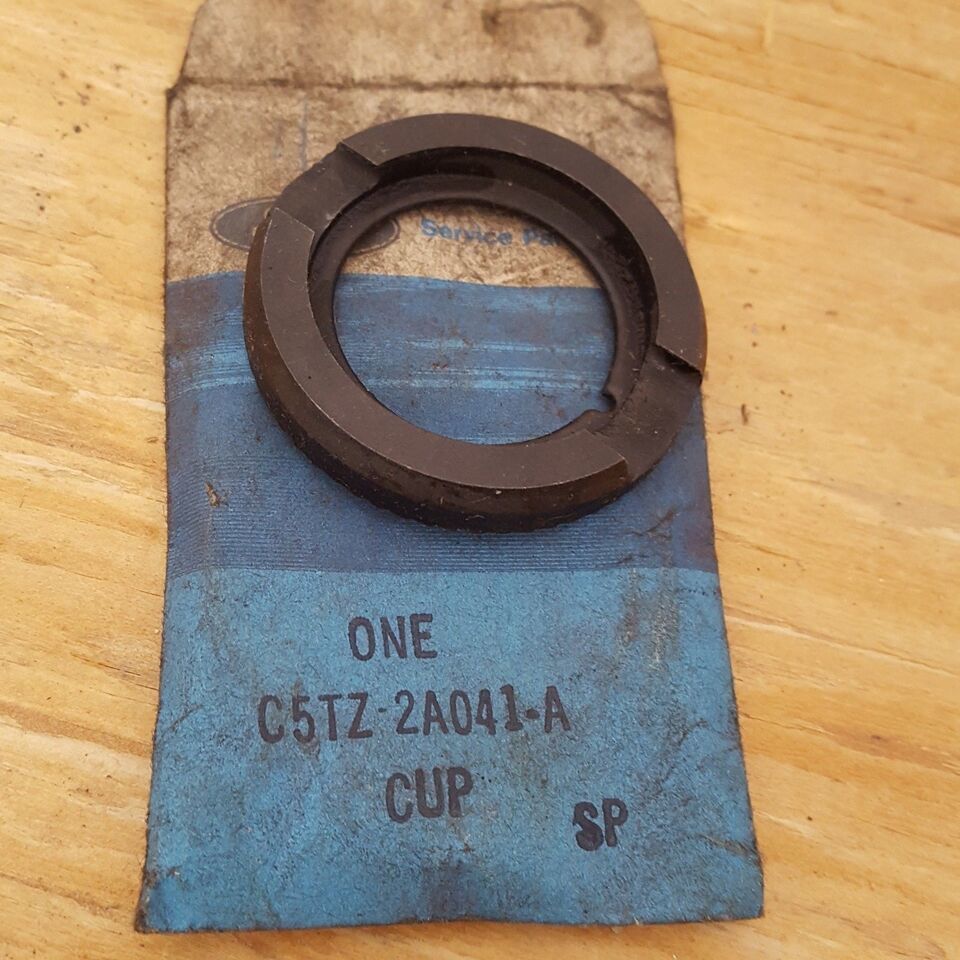 Service Pa
ONE
C5TZ-2A041-A
CUP
SP